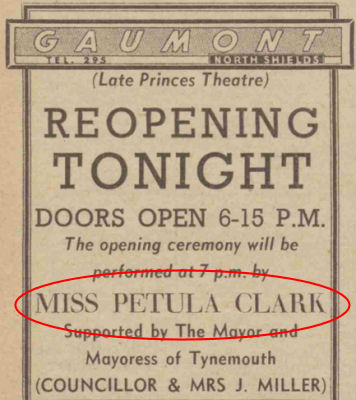 GAUMONT
TEL. 295 NORTH SHIELDS
(Late Princes Theatre)
REOPENING
TONIGHT
DOORS OPEN 6-15 P.M.
The opening ceremony will be
performed at 7 p.m. by
MISS PETULA CLARK
Supported by The Mayor and
Mayoress of Tynemouth
(COUNCILLOR & MRS J. MILLER)